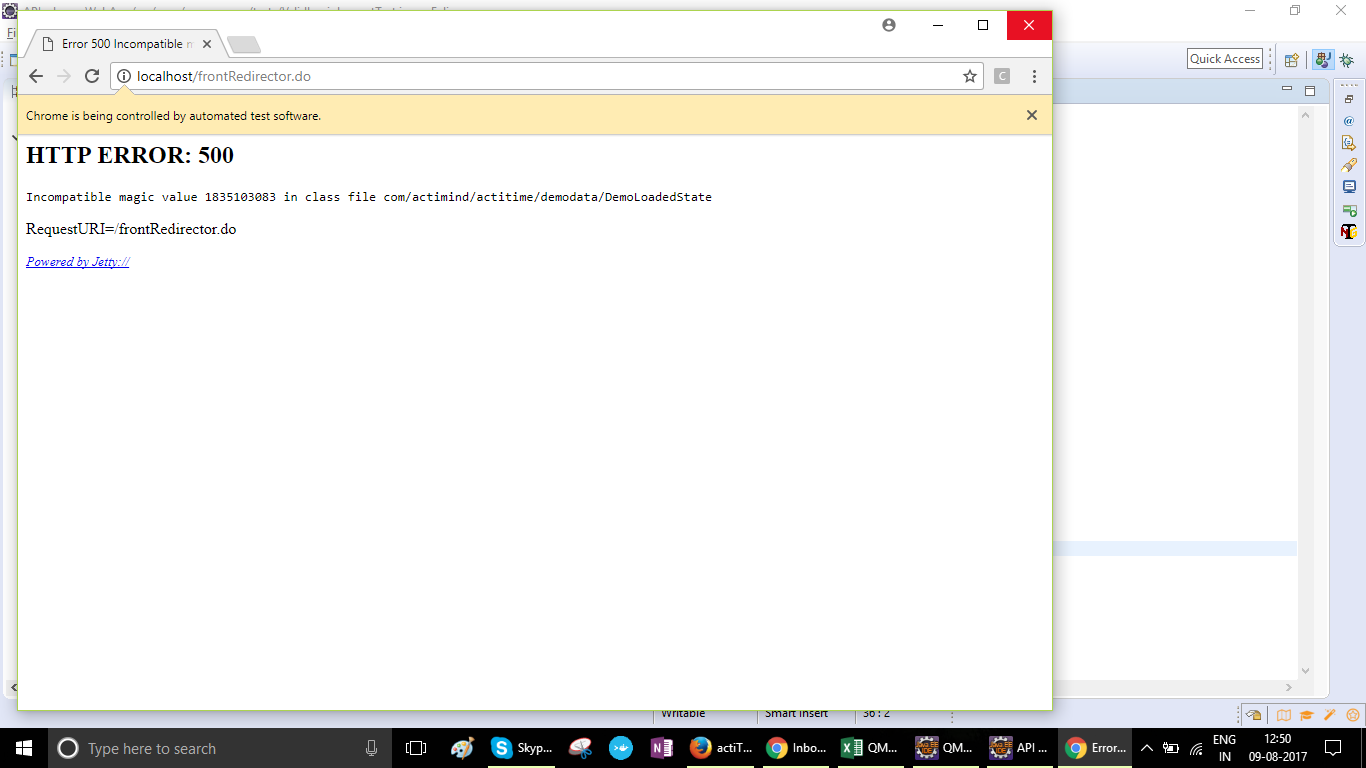 Error 500 Incompatible
localhost/frontRedirector.do
C
Quick Access
Chrome is being controlled by automated test software.
HTTP ERROR: 500
Incompatible magic value 1835103083 in class file com/actimind/actitime/demodata/DemoLoadedState
RequestURI=/frontRedirector.do
Powered by Jetty://
Writable
Smart Insert
36 : 2
Type here to search
Skyp...
actiT...
Inbo...
QM...
QM...
API ...
Error...
ENG
IN
12:50
09-08-2017